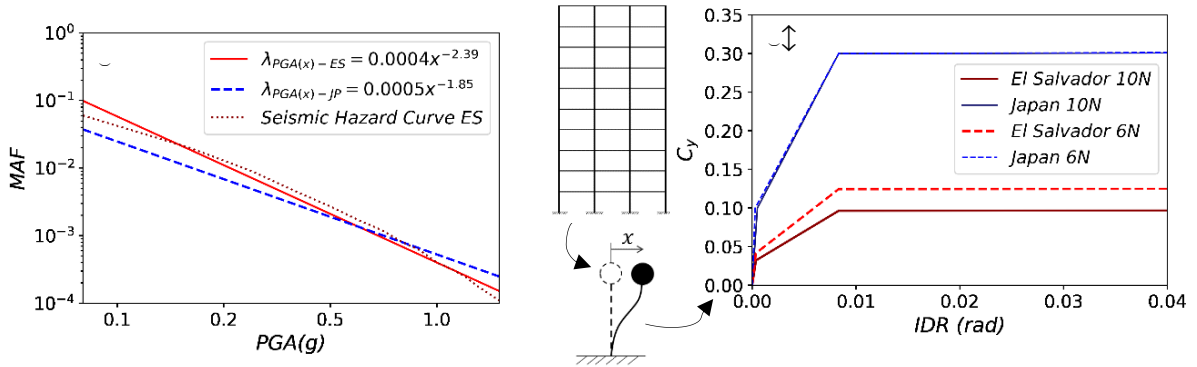 10⁰
10⁻¹
10⁻²
10⁻³
10⁻⁴
MAF
0.1
0.2
0.5
1.0
PGA(g)
λPGA(x)−ES = 0.0004x⁻²·³⁹
λPGA(x)−JP = 0.0005x⁻¹·⁸⁵
Seismic Hazard Curve ES
x
0.35
0.30
0.25
0.20
0.15
0.10
0.05
0.00
Cy
0.00
0.01
0.02
0.03
0.04
IDR (rad)
El Salvador 10N
Japan 10N
El Salvador 6N
Japan 6N